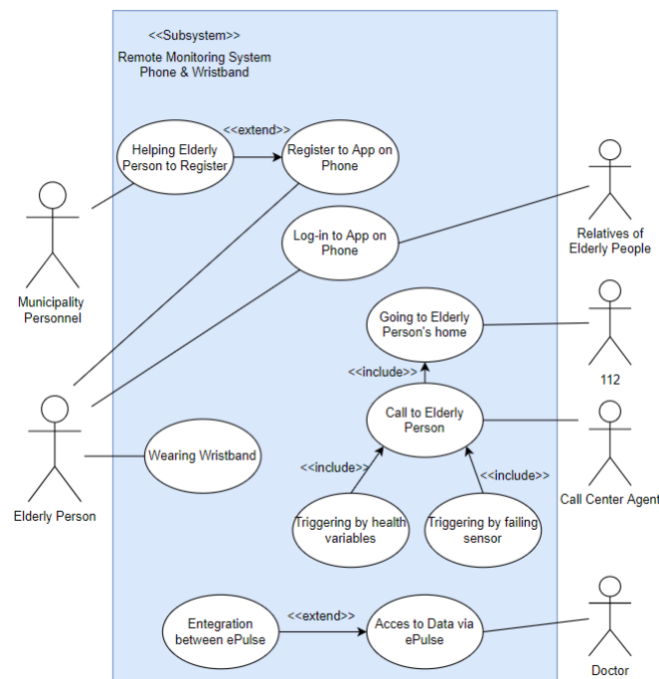 <<Subsystem>>
Remote Monitoring System
Phone & Wristband
<<extend>>
Helping Elderly
Person to Register
Register to App on
Phone
Log-in to App on
Phone
Municipality
Personnel
Relatives of
Elderly People
Going to Elderly
Person's home
112
<<include>>
Call to Elderly
Person
Call Center Agent
Wearing Wristband
Elderly Person
<<include>>
<<include>>
Triggering by health
variables
Triggering by failing
sensor
Entegration
between ePulse
<<extend>>
Acces to Data via
ePulse
Doctor